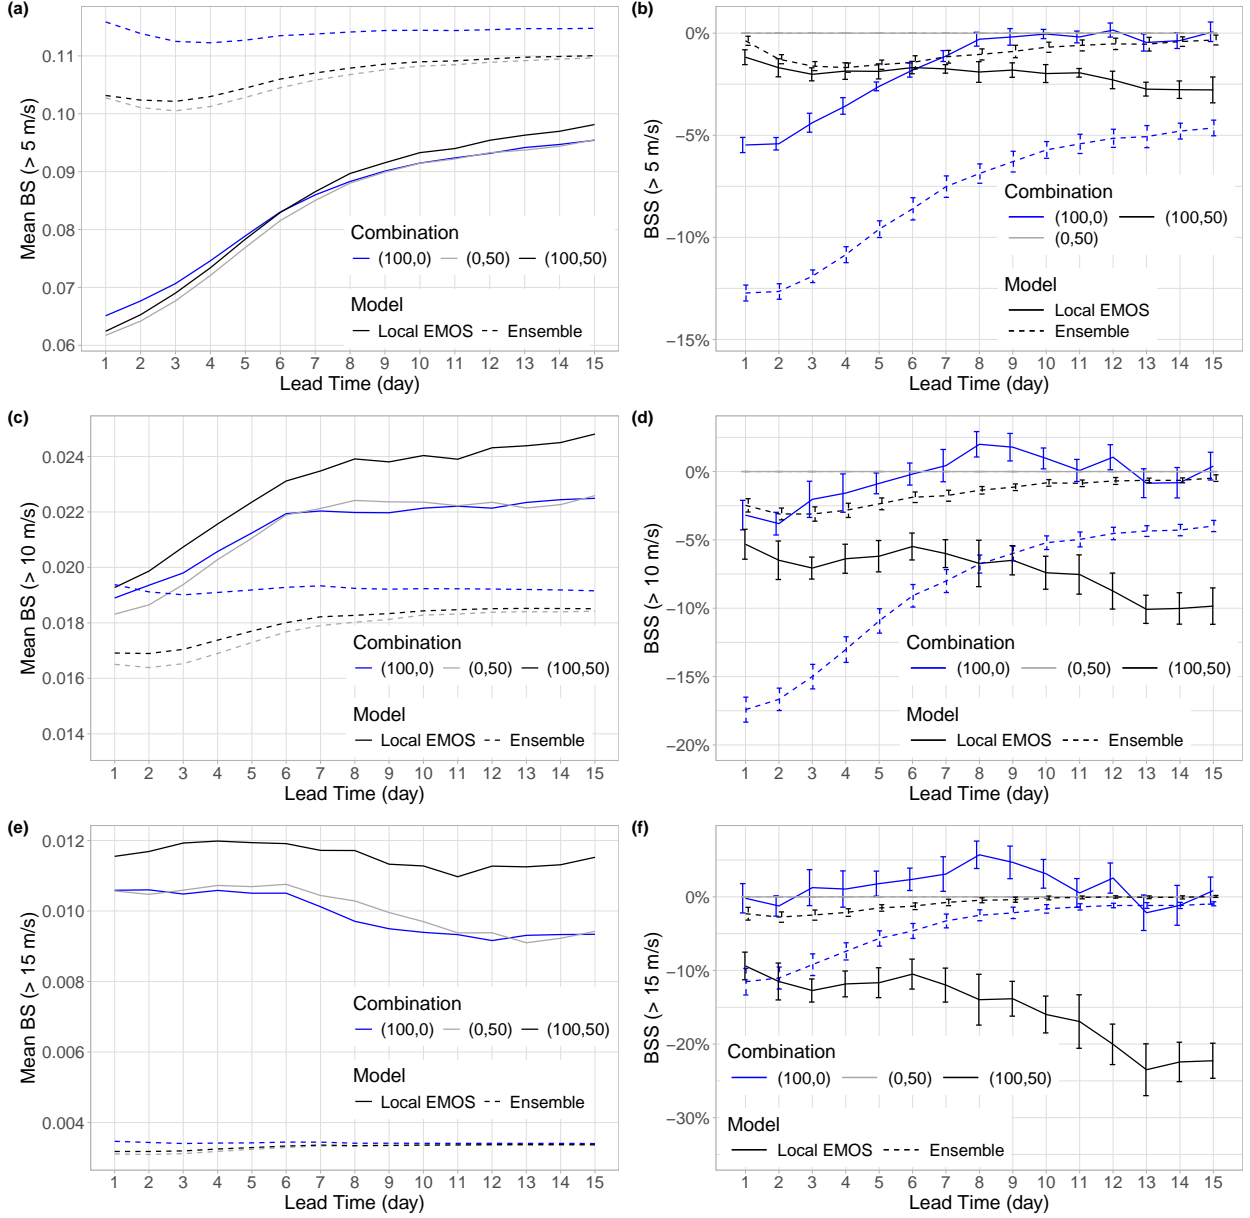 (a)
Mean BS (> 5 m/s)
0.11
0.10
0.09
0.08
0.07
0.06
Combination
(100,0) (0,50) (100,50)
Model
Local EMOS Ensemble
1 2 3 4 5 6 7 8 9 10 11 12 13 14 15
Lead Time (day)
(b)
BSS (> 5 m/s)
0%
−5%
−10%
−15%
Combination
(100,0) (100,50)
(0,50)
Model
Local EMOS
Ensemble
1 2 3 4 5 6 7 8 9 10 11 12 13 14 15
Lead Time (day)
(c)
Mean BS (> 10 m/s)
0.024
0.022
0.020
0.018
0.016
0.014
Combination
(100,0) (0,50) (100,50)
Model
Local EMOS Ensemble
1 2 3 4 5 6 7 8 9 10 11 12 13 14 15
Lead Time (day)
(d)
BSS (> 10 m/s)
0%
−5%
−10%
−15%
−20%
Combination
(100,0) (0,50) (100,50)
Model
Local EMOS Ensemble
1 2 3 4 5 6 7 8 9 10 11 12 13 14 15
Lead Time (day)
(e)
Mean BS (> 15 m/s)
0.012
0.010
0.008
0.006
0.004
Combination
(100,0) (0,50) (100,50)
Model
Local EMOS Ensemble
1 2 3 4 5 6 7 8 9 10 11 12 13 14 15
Lead Time (day)
(f)
BSS (> 15 m/s)
0%
−10%
−20%
−30%
Combination
(100,0) (0,50) (100,50)
Model
Local EMOS Ensemble
1 2 3 4 5 6 7 8 9 10 11 12 13 14 15
Lead Time (day)